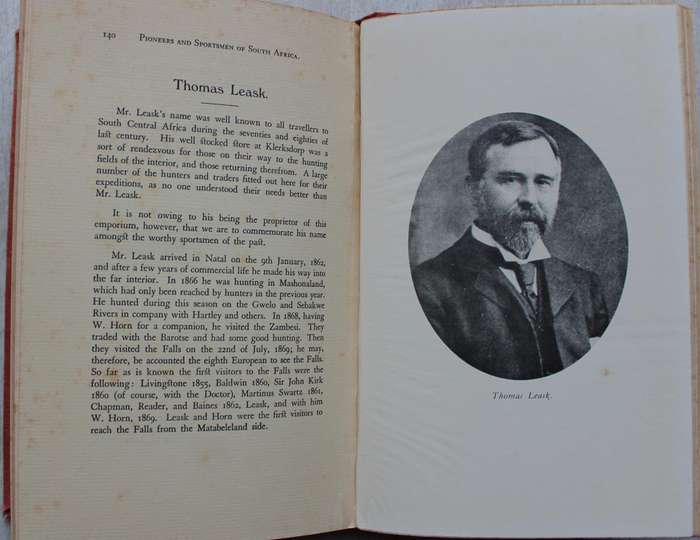 140 Pioneers and Sportsmen of South Africa.
Thomas Leask.
Mr. Leask's name was well known to all travellers to
South Central Africa during the seventies and eighties of
last century. His well stocked store at Klerksdorp was a
sort of rendezvous for those on their way to the hunting
fields of the interior, and those returning therefrom. A large
number of the hunters and traders fitted out here for their
expeditions, as no one understood their needs better than
Mr. Leask.
It is not owing to his being the proprietor of this
emporium, however, that we are to commemorate his name
amongst the worthy sportsmen of the past.
Mr. Leask arrived in Natal on the 9th January, 1862,
and after a few years of commercial life he made his way into
the far interior. In 1866 he was hunting in Mashonaland,
which had only been reached by hunters in the previous year.
He hunted during this season on the Gwelo and Sebakwe
Rivers in company with Hartley and others. In 1868, having
W. Horn for a companion, he visited the Zambesi. They
traded with the Barotse and had some good hunting. Then
they visited the Falls on the 22nd of July, 1869; he may,
therefore, be accounted the eighth European to see the Falls.
So far as is known the first visitors to the Falls were the
following: Livingstone 1855, Baldwin 1860, Sir John Kirk
1860 (of course, with the Doctor), Martinus Swartz 1861,
Chapman, Reader, and Baines 1862, Leask, and with him
W. Horn, 1869. Leask and Horn were the first visitors to
reach the Falls from the Matabeleland side.
Thomas Leask.